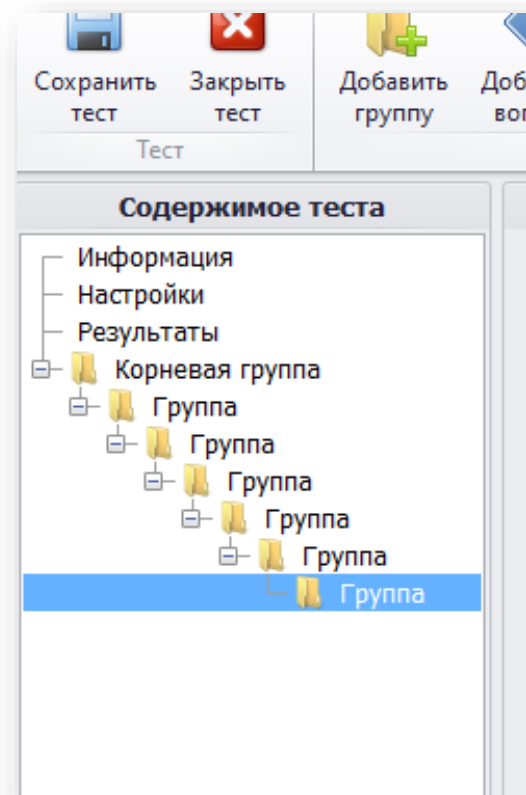 Сохранить Закрыть Добавить
тест тест группу
Тест
Содержимое теста
Информация
Настройки
Результаты
Корневая группа
Группа
Группа
Группа
Группа
Группа
Группа